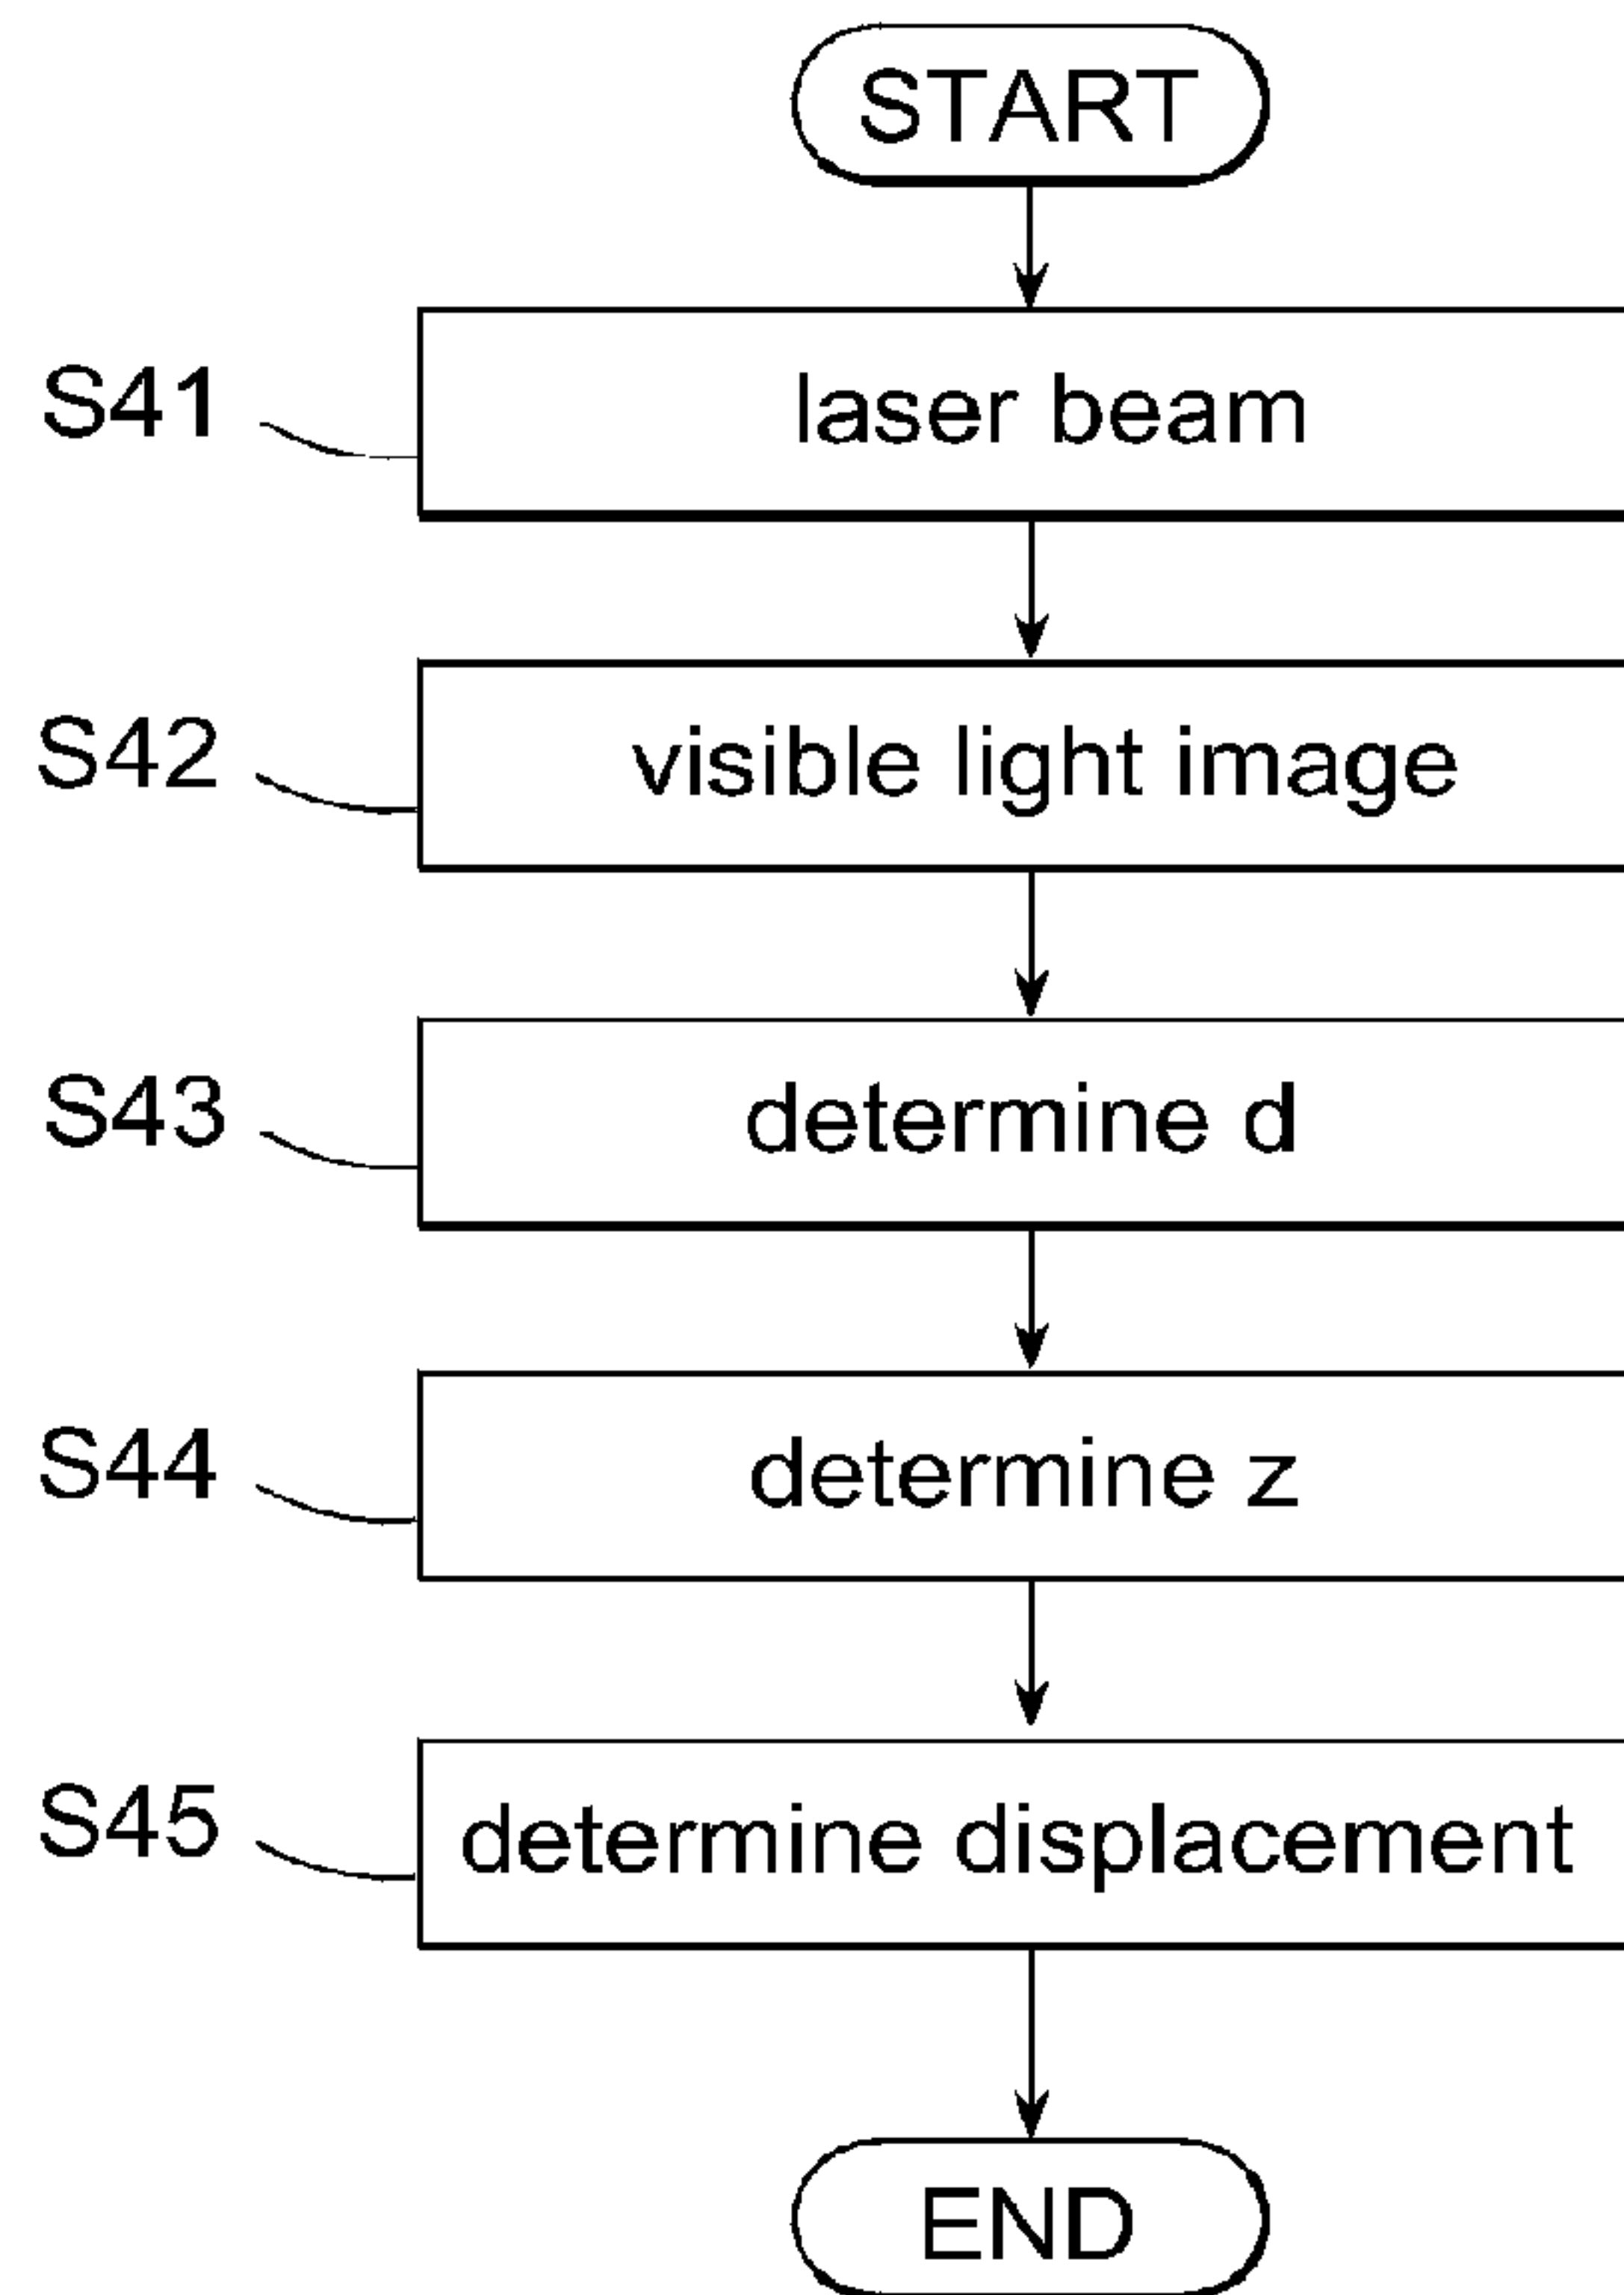 START
S41
laser beam
S42
visible light image
S43
determine d
S44
determine z
S45
determine displacement
END